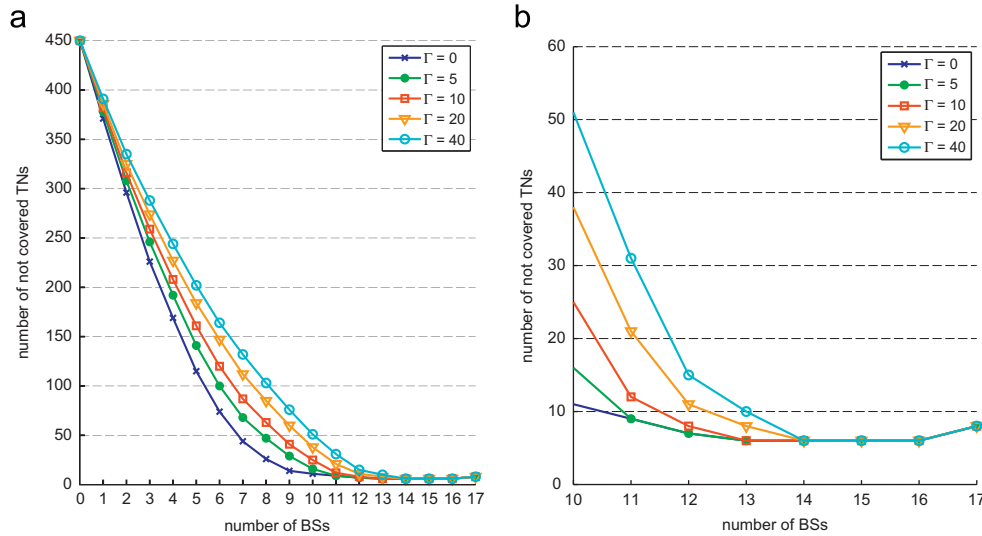 a
450
400
350
300
250
200
150
100
50
0
number of not covered TNs
0 1 2 3 4 5 6 7 8 9 10 11 12 13 14 15 16 17
number of BSs
Γ = 0
Γ = 5
Γ = 10
Γ = 20
Γ = 40
b
60
50
40
30
20
10
0
number of not covered TNs
10 11 12 13 14 15 16 17
number of BSs
Γ = 0
Γ = 5
Γ = 10
Γ = 20
Γ = 40